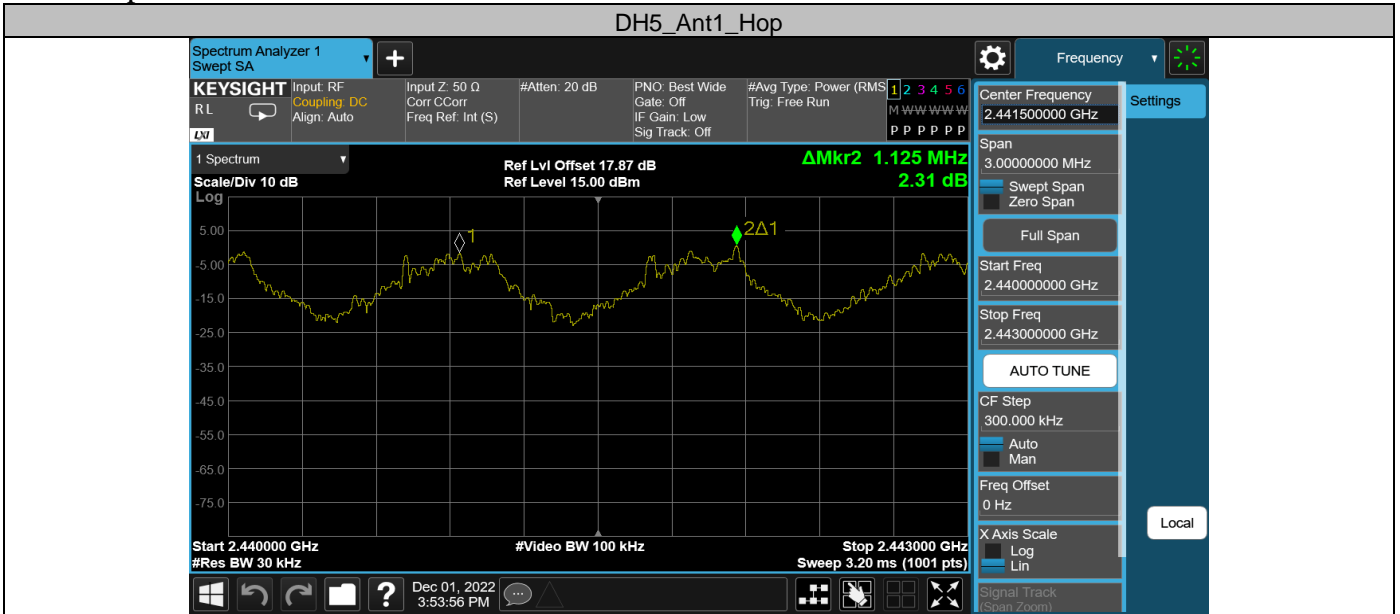 DH5_Ant1_Hop
Spectrum Analyzer 1
Swept SA
+
Frequency
KEYSIGHT
RL
LXI
Input: RF
Coupling: DC
Align: Auto
Input Z: 50 Ω
Corr CCorr
Freq Ref: Int (S)
#Atten: 20 dB
PNO: Best Wide
Gate: Off
IF Gain: Low
Sig Track: Off
#Avg Type: Power (RMS
Trig: Free Run
1 2 3 4 5 6
M W W W W W
P P P P P P
1 Spectrum
Scale/Div 10 dB
Log
Ref Lvl Offset 17.87 dB
Ref Level 15.00 dBm
ΔMkr2 1.125 MHz
2.31 dB
5.00
-5.00
-15.0
-25.0
-35.0
-45.0
-55.0
-65.0
-75.0
1
2Δ1
Start 2.440000 GHz
#Res BW 30 kHz
#Video BW 100 kHz
Stop 2.443000 GHz
Sweep 3.20 ms (1001 pts)
Center Frequency
2.441500000 GHz
Span
3.00000000 MHz
Swept Span
Zero Span
Full Span
Start Freq
2.440000000 GHz
Stop Freq
2.443000000 GHz
AUTO TUNE
CF Step
300.000 kHz
Auto
Man
Freq Offset
0 Hz
X Axis Scale
Log
Lin
Signal Track
(Span Zoom)
Settings
Local
?
Dec 01, 2022
3:53:56 PM